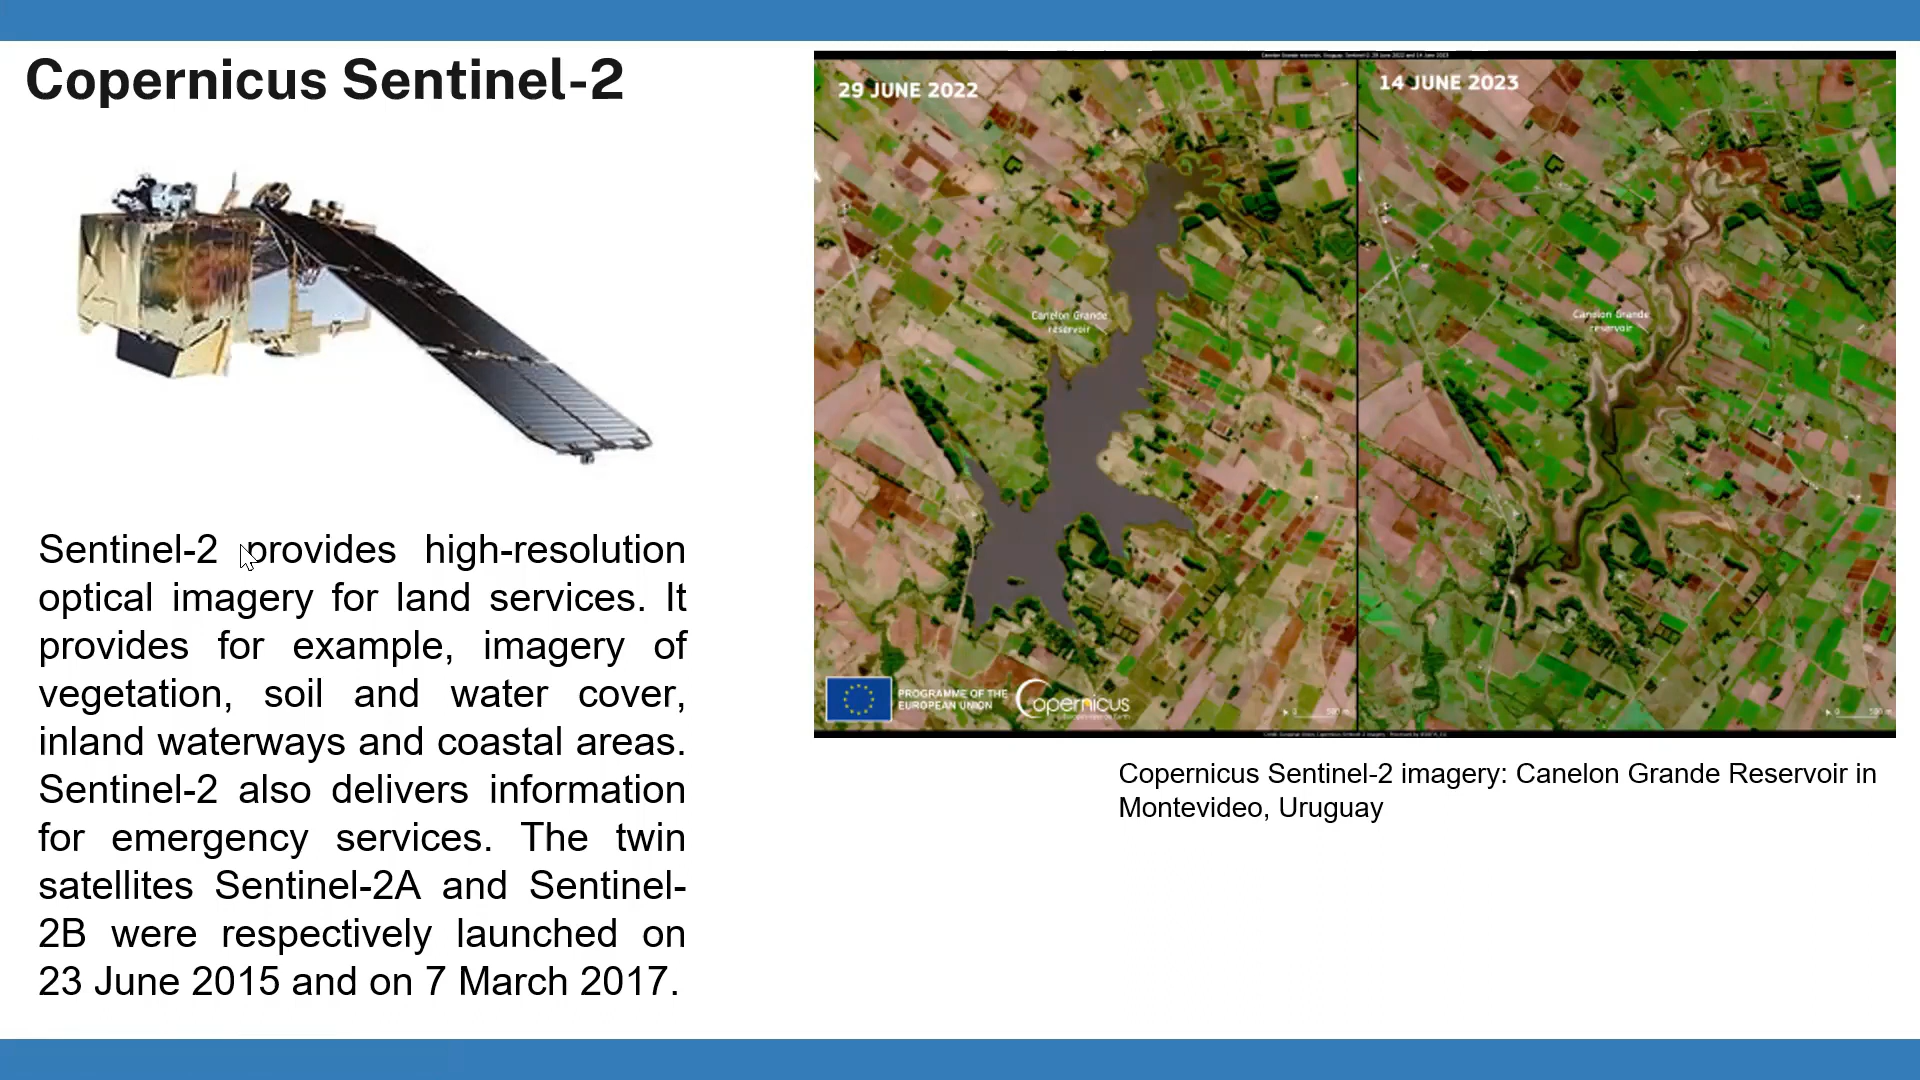 Copernicus Sentinel-2
Sentinel-2 provides high-resolution
optical imagery for land services. It
provides for example, imagery of
vegetation, soil and water cover,
inland waterways and coastal areas.
Sentinel-2 also delivers information
for emergency services. The twin
satellites Sentinel-2A and Sentinel-
2B were respectively launched on
23 June 2015 and on 7 March 2017.
29 JUNE 2022
Canelon Grande
reservoir
PROGRAMME OF THE
EUROPEAN UNION
Copernicus
0 500 m
14 JUNE 2023
Canelon Grande
reservoir
0 500 m
Copernicus Sentinel-2 imagery: Canelon Grande Reservoir in
Montevideo, Uruguay